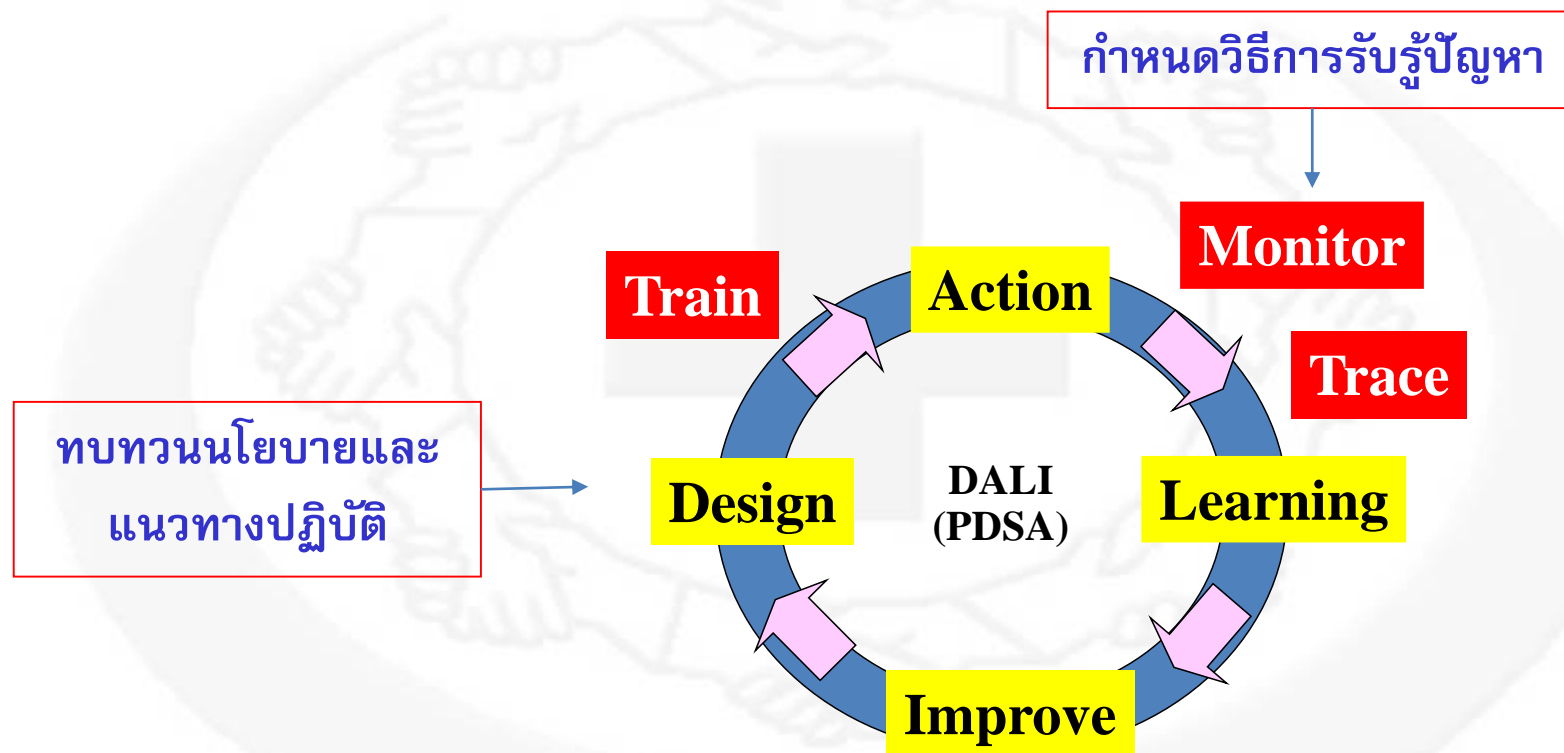 กำหนดวิธีการรับรู้ปัญหา
Monitor
Train
Action
Trace
ทบทวนนโยบายและ
แนวทางปฏิบัติ
Design
DALI
(PDSA)
Learning
Improve